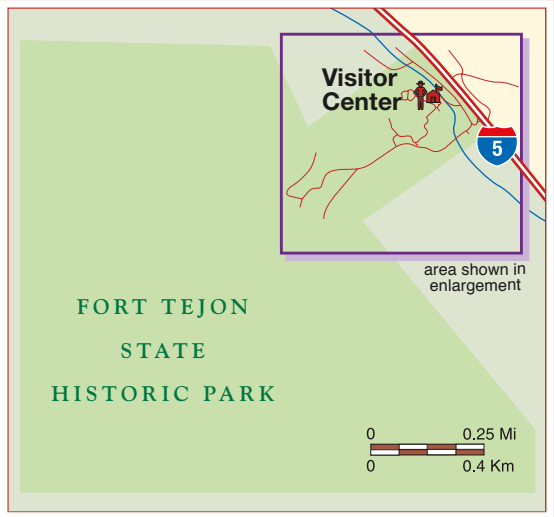 Visitor
Center
5
area shown in
enlargement
FORT TEJON
STATE
HISTORIC PARK
0 0.25 Mi
0 0.4 Km